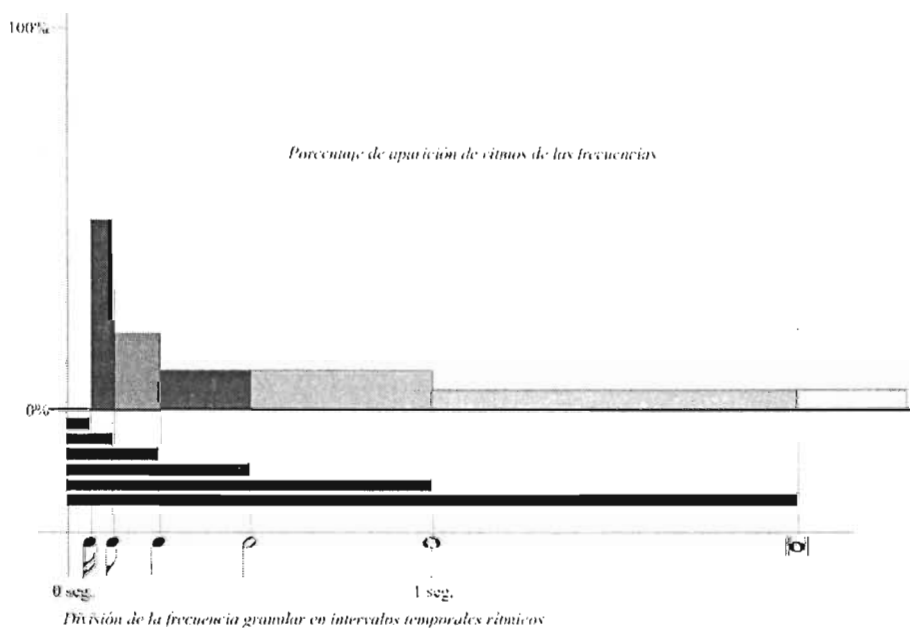 100%
Porcentaje de aparición de ritmos de las frecuencias
0%
0 seg.
1 seg.
División de la frecuencia granular en intervalos temporales rítmicos